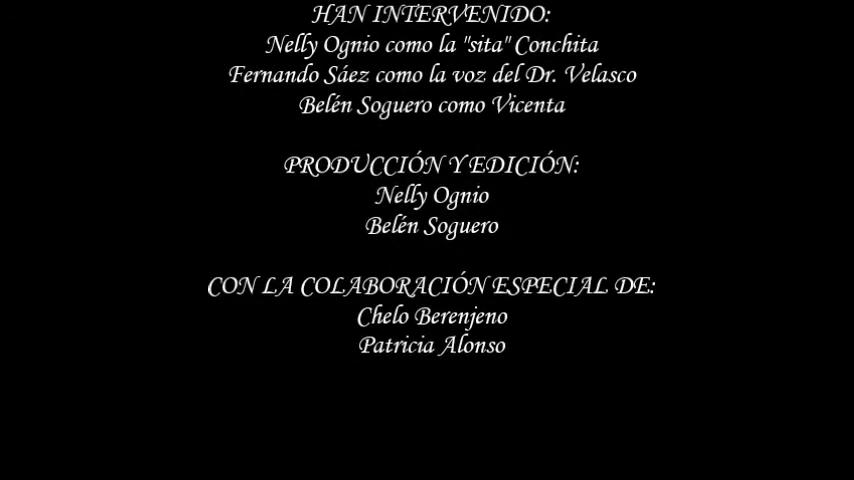 HAN INTERVENIDO:
Nelly Ognio como la "sita" Conchita
Fernando Sáez como la voz del Dr. Velasco
Belén Soguero como Vicenta
PRODUCCIÓN Y EDICIÓN:
Nelly Ognio
Belén Soguero
CON LA COLABORACIÓN ESPECIAL DE:
Chelo Berenjeno
Patricia Alonso